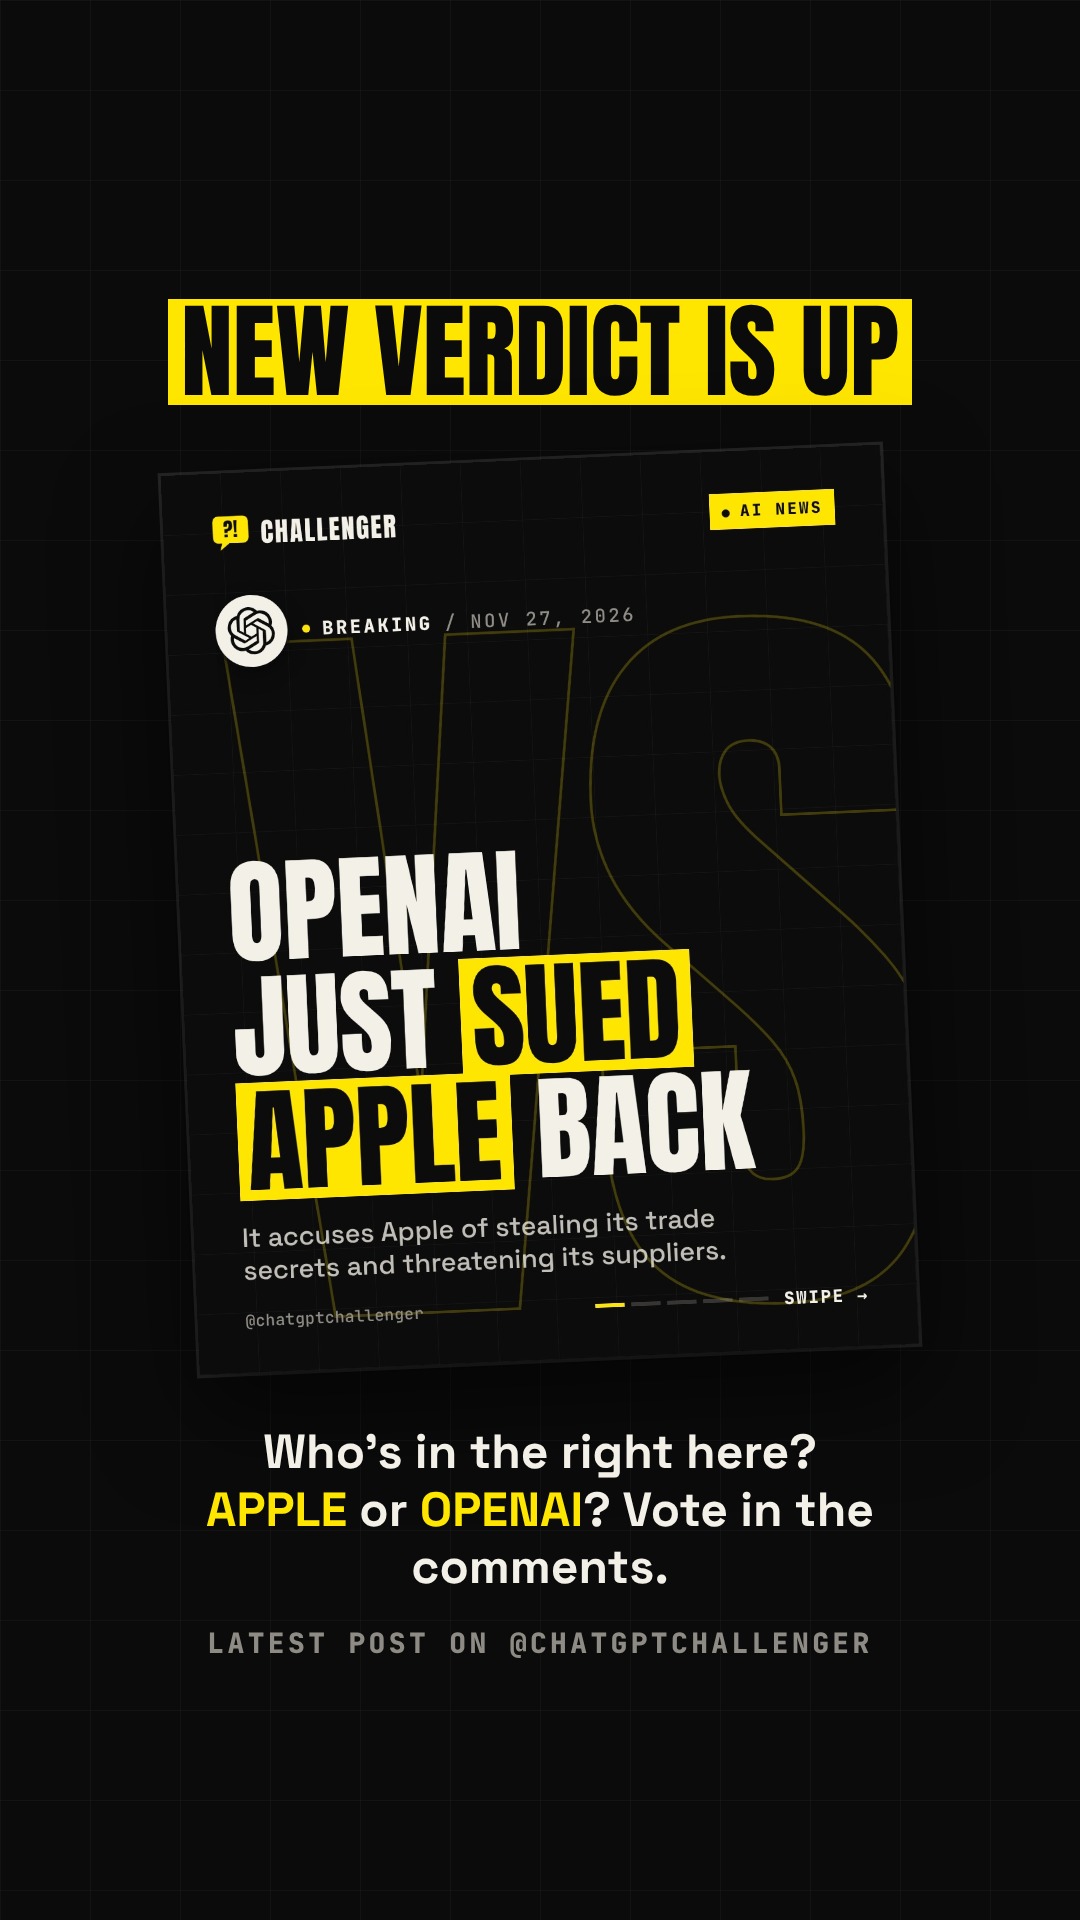 NEW VERDICT IS UP
?! CHALLENGER
• AI NEWS
• BREAKING / NOV 27, 2026
VS
OPENAI
JUST SUED
APPLE BACK
It accuses Apple of stealing its trade
secrets and threatening its suppliers.
@chatgptchallenger
SWIPE →
Who’s in the right here?
APPLE or OPENAI? Vote in the
comments.
LATEST POST ON @CHATGPTCHALLENGER